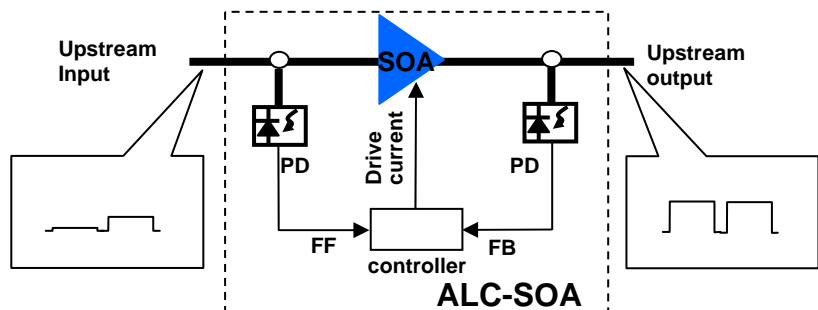 Upstream
Input
SOA
Upstream
output
PD
Drive
current
PD
FF
FB
controller
ALC-SOA